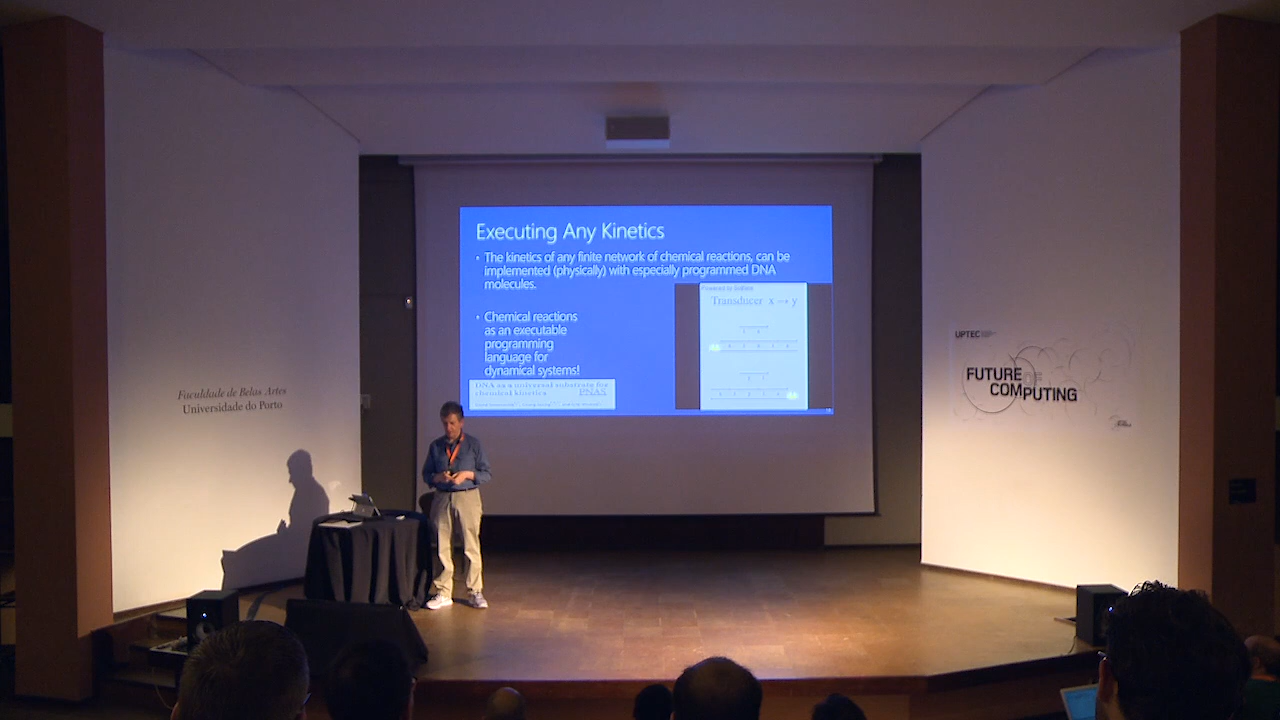 Executing Any Kinetics
• The kinetics of any finite network of chemical reactions, can be
implemented (physically) with especially programmed DNA
molecules.
• Chemical reactions
as an executable
programming
language for
dynamical systems!
DNA as a universal substrate for
chemical kinetics
PNAS
Transducer x → y
Faculdade de Belas Artes
Universidade do Porto
UPTEC
FUTURE OF
COMPUTING